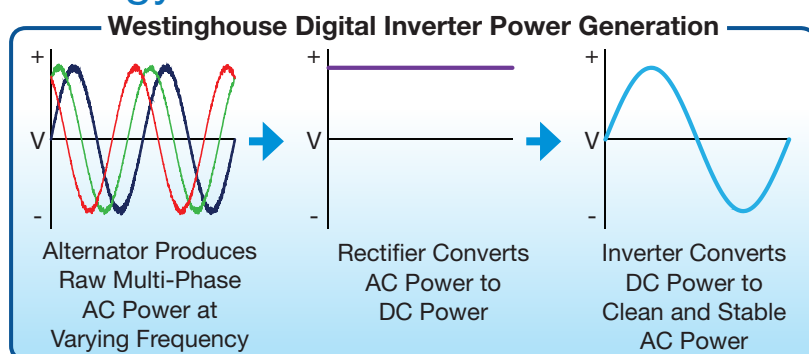 Westinghouse Digital Inverter Power Generation
+
V
-
Alternator Produces
Raw Multi-Phase
AC Power at
Varying Frequency
+
V
-
Rectifier Converts
AC Power to
DC Power
+
V
-
Inverter Converts
DC Power to
Clean and Stable
AC Power